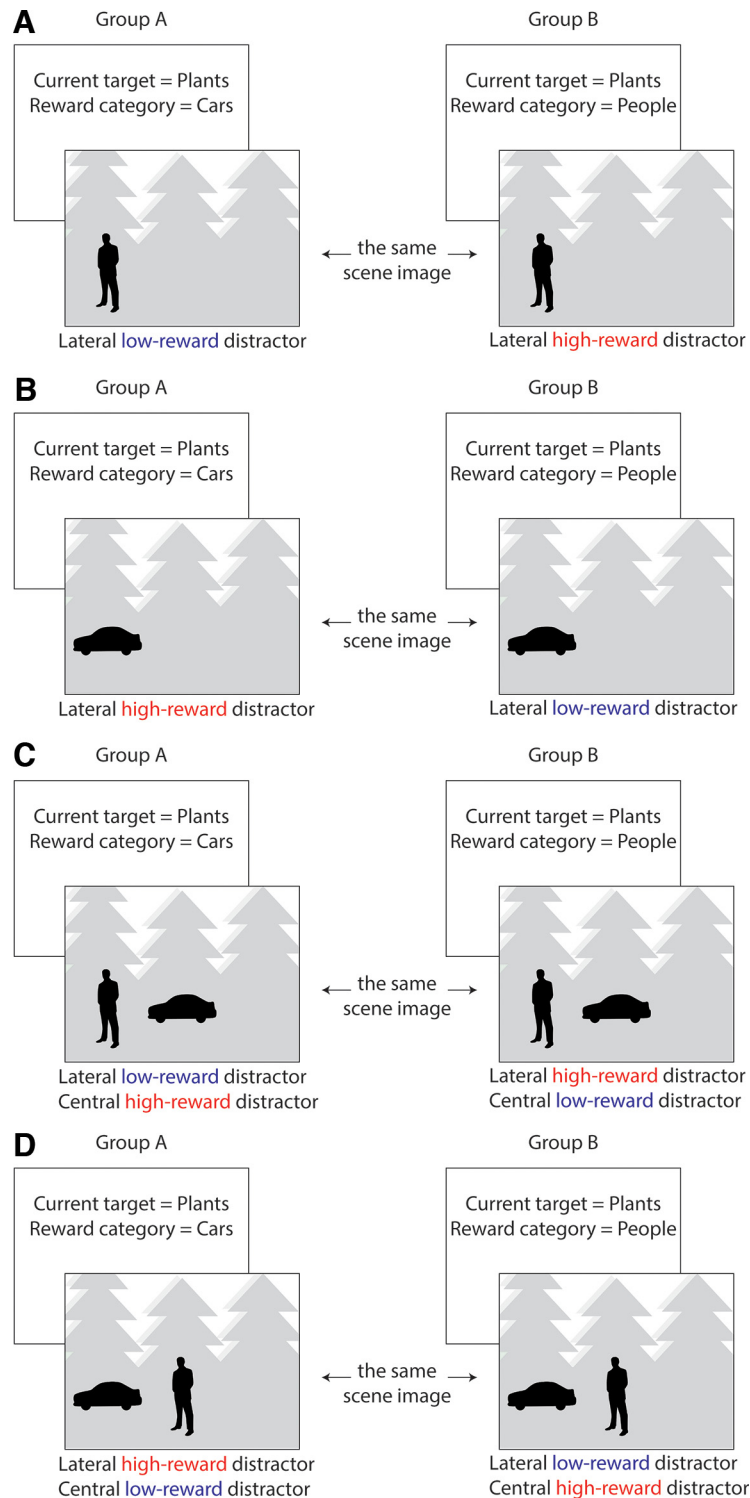 A
Group A
Group B
Current target = Plants
Reward category = Cars
Current target = Plants
Reward category = People
the same
scene image
Lateral low-reward distractor
Lateral high-reward distractor
B
Group A
Group B
Current target = Plants
Reward category = Cars
Current target = Plants
Reward category = People
the same
scene image
Lateral high-reward distractor
Lateral low-reward distractor
C
Group A
Group B
Current target = Plants
Reward category = Cars
Current target = Plants
Reward category = People
the same
scene image
Lateral low-reward distractor
Central high-reward distractor
Lateral high-reward distractor
Central low-reward distractor
D
Group A
Group B
Current target = Plants
Reward category = Cars
Current target = Plants
Reward category = People
the same
scene image
Lateral high-reward distractor
Central low-reward distractor
Lateral low-reward distractor
Central high-reward distractor